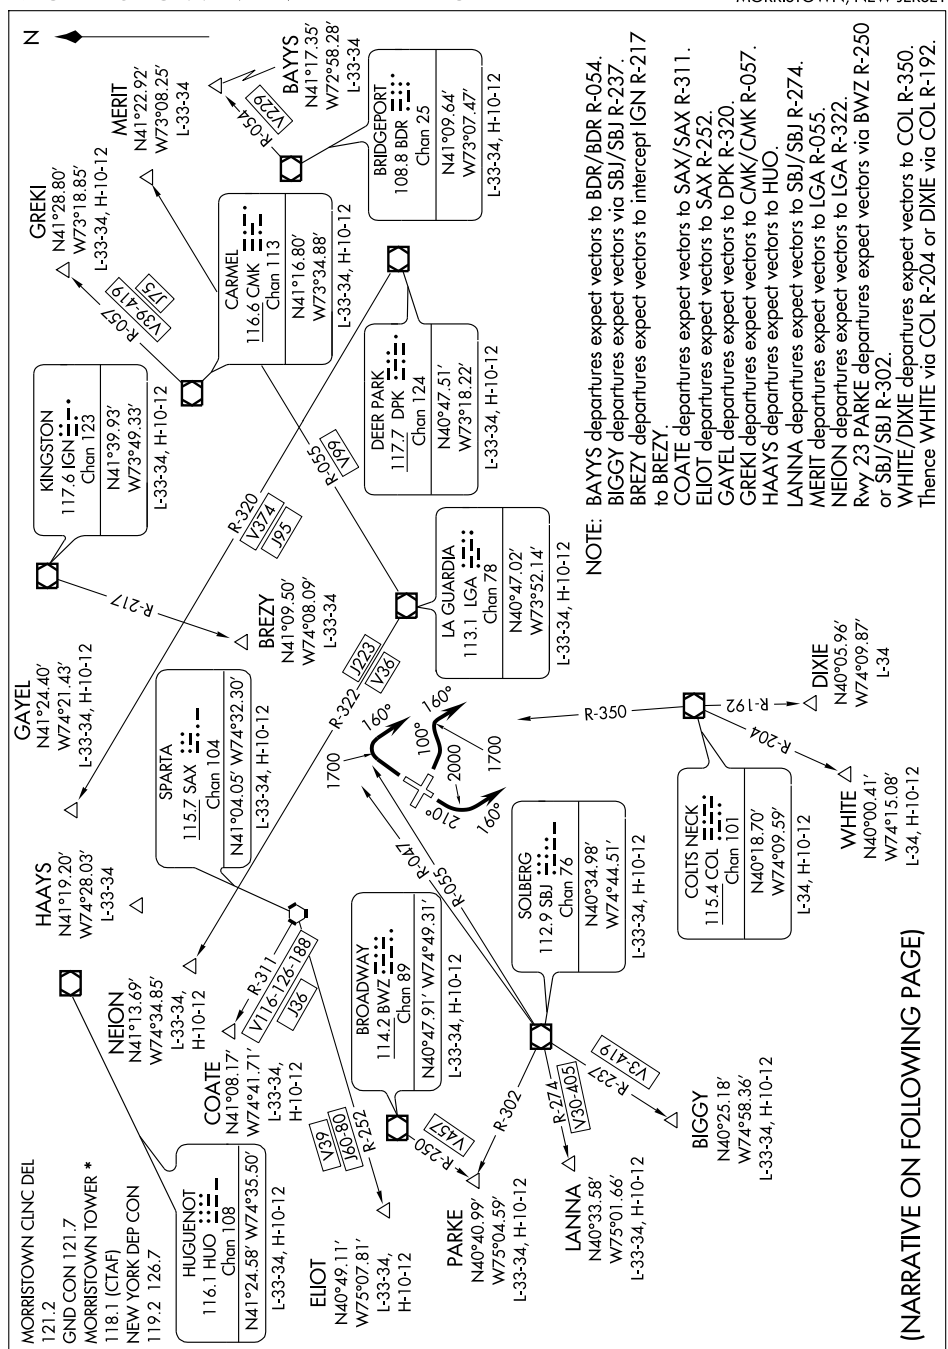 MORRISTOWN, NEW JERSEY
MORRISTOWN CLNC DEL
121.2
GND CON 121.7
MORRISTOWN TOWER *
118.1 (CTAF)
NEW YORK DEP CON
119.2 126.7
HUGUENOT
116.1 HUO
Chan 108
N41°24.58' W74°35.50'
L-33-34, H-10-12
HAAYS
N41°19.20'
W74°28.03'
L-33-34
GAYEL
N41°24.40'
W74°21.43'
L-33-34, H-10-12
KINGSTON
117.6 IGN
Chan 123
N41°39.93'
W73°49.33'
L-33-34, H-10-12
R-217
BREZY
N41°09.50'
W74°08.09'
L-33-34
GREKI
N41°28.80'
W73°18.85'
L-33-34, H-10-12
J75
V39-419
R-057
MERIT
N41°22.92'
W73°08.25'
L-33-34
BAYYS
N41°17.35'
W72°58.28'
L-33-34
V229
R-054
N
CARMEL
116.6 CMK
Chan 113
N41°16.80'
W73°34.88'
L-33-34, H-10-12
BRIDGEPORT
108.8 BDR
Chan 25
N41°09.64'
W73°07.47'
L-33-34, H-10-12
NEION
N41°13.69'
W74°34.85'
L-33-34,
H-10-12
SPARTA
115.7 SAX
Chan 104
N41°04.05' W74°32.30'
L-33-34, H-10-12
R-320
V374
J95
R-055
V99
DEER PARK
117.7 DPK
Chan 124
N40°47.51'
W73°18.22'
L-33-34, H-10-12
COATE
N41°08.17'
W74°41.71'
L-33-34,
H-10-12
R-311
V116-126-188
J36
R-322
J223
V36
LA GUARDIA
113.1 LGA
Chan 78
N40°47.02'
W73°52.14'
L-33-34, H-10-12
V39
J60-80
R-252
ELIOT
N40°49.11'
W75°07.81'
L-33-34,
H-10-12
BROADWAY
114.2 BWZ
Chan 89
N40°47.91' W74°49.31'
L-33-34, H-10-12
R-047
R-055
1700
160°
100°
160°
210°
2000
1700
160°
R-250
V457
PARKE
N40°40.99'
W75°04.59'
L-33-34, H-10-12
R-302
R-274
V30-405
LANNA
N40°33.58'
W75°01.66'
L-33-34, H-10-12
SOLBERG
112.9 SBJ
Chan 76
N40°34.98'
W74°44.51'
L-33-34, H-10-12
V3-419
R-237
BIGGY
N40°25.18'
W74°58.36'
L-33-34, H-10-12
R-350
COLTS NECK
115.4 COL
Chan 101
N40°18.70'
W74°09.59'
L-34, H-10-12
R-192
R-204
DIXIE
N40°05.96'
W74°09.87'
L-34
WHITE
N40°00.41'
W74°15.08'
L-34, H-10-12
NOTE: BAYYS departures expect vectors to BDR/BDR R-054.
BIGGY departures expect vectors via SBJ/SBJ R-237.
BREZY departures expect vectors to intercept IGN R-217
to BREZY.
COATE departures expect vectors to SAX/SAX R-311.
ELIOT departures expect vectors to SAX R-252.
GAYEL departures expect vectors to DPK R-320.
GREKI departures expect vectors to CMK/CMK R-057.
HAAYS departures expect vectors to HUO.
LANNA departures expect vectors to SBJ/SBJ R-274.
MERIT departures expect vectors to LGA R-055.
NEION departures expect vectors to LGA R-322.
Rwy 23 PARKE departures expect vectors via BWZ R-250
or SBJ/SBJ R-302.
WHITE/DIXIE departures expect vectors to COL R-350.
Thence WHITE via COL R-204 or DIXIE via COL R-192.
(NARRATIVE ON FOLLOWING PAGE)